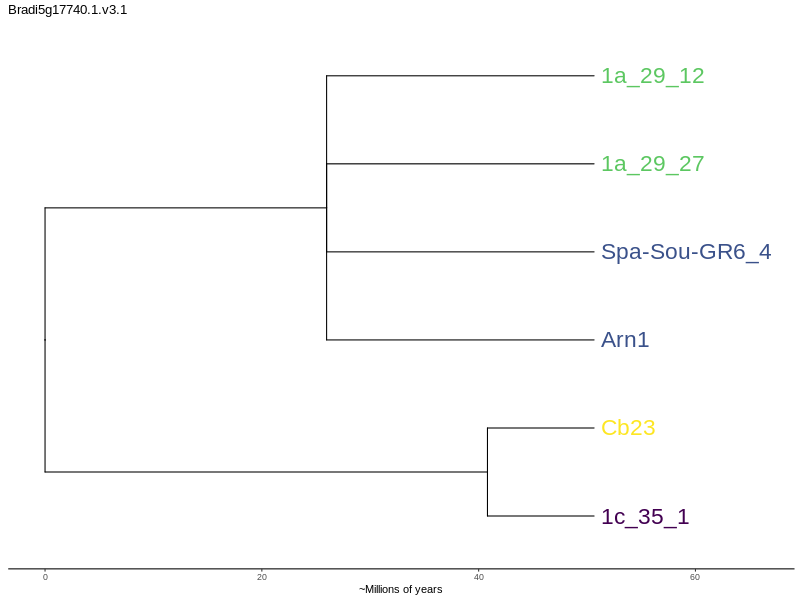 Bradi5g17740.1.v3.1
1a_29_12
1a_29_27
Spa-Sou-GR6_4
Arn1
Cb23
1c_35_1
0 20 40 60
~Millions of years